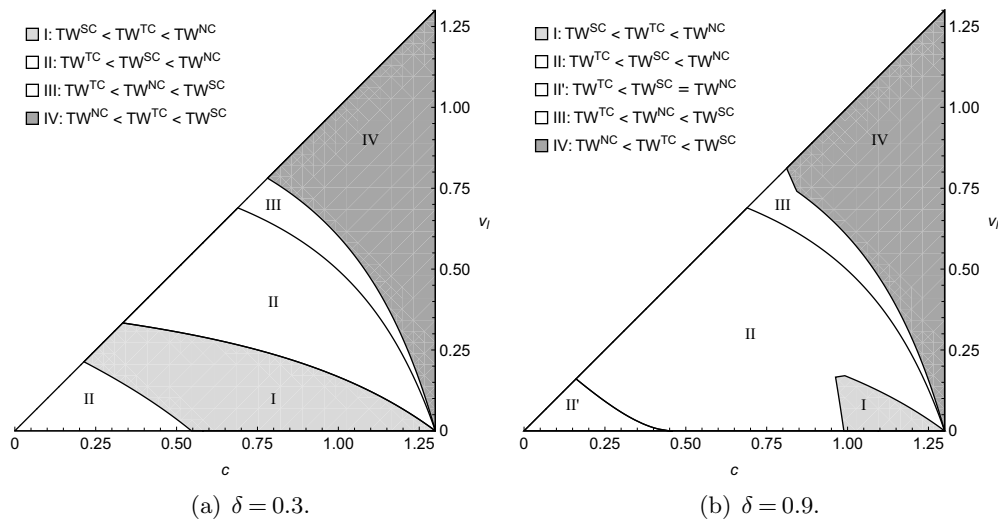 I: TW^SC < TW^TC < TW^NC
II: TW^TC < TW^SC < TW^NC
III: TW^TC < TW^NC < TW^SC
IV: TW^NC < TW^TC < TW^SC
IV
III
II
II
I
1.25
1.00
0.75
v_l
0.50
0.25
0
0 0.25 0.50 0.75 1.00 1.25
c
(a) δ = 0.3.
I: TW^SC < TW^TC < TW^NC
II: TW^TC < TW^SC < TW^NC
II': TW^TC < TW^SC = TW^NC
III: TW^TC < TW^NC < TW^SC
IV: TW^NC < TW^TC < TW^SC
IV
III
II
II'
I
1.25
1.00
0.75
v_l
0.50
0.25
0
0 0.25 0.50 0.75 1.00 1.25
c
(b) δ = 0.9.